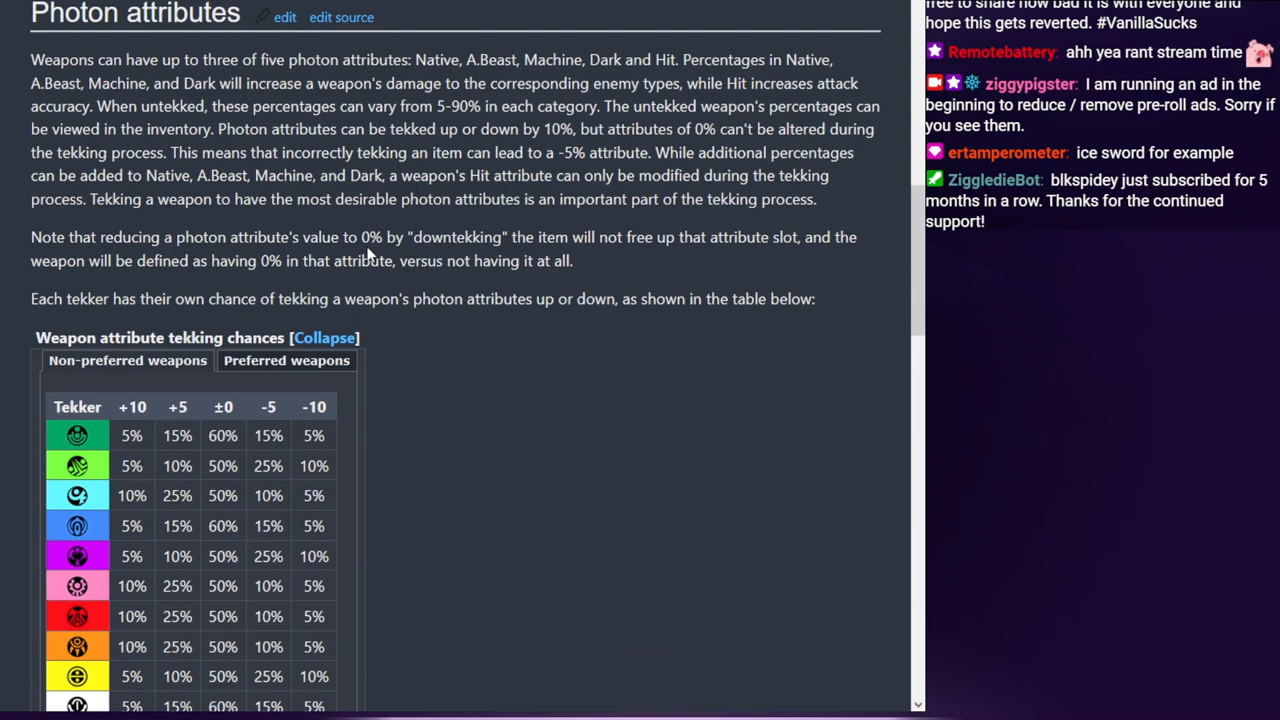 Photon attributes edit edit source
Weapons can have up to three of five photon attributes: Native, A.Beast, Machine, Dark and Hit. Percentages in Native,
A.Beast, Machine, and Dark will increase a weapon's damage to the corresponding enemy types, while Hit increases attack
accuracy. When untekked, these percentages can vary from 5-90% in each category. The untekked weapon's percentages can
be viewed in the inventory. Photon attributes can be tekked up or down by 10%, but attributes of 0% can't be altered during
the tekking process. This means that incorrectly tekking an item can lead to a -5% attribute. While additional percentages
can be added to Native, A.Beast, Machine, and Dark, a weapon's Hit attribute can only be modified during the tekking
process. Tekking a weapon to have the most desirable photon attributes is an important part of the tekking process.
Note that reducing a photon attribute's value to 0% by "downtekking" the item will not free up that attribute slot, and the
weapon will be defined as having 0% in that attribute, versus not having it at all.
Each tekker has their own chance of tekking a weapon's photon attributes up or down, as shown in the table below:
Weapon attribute tekking chances [Collapse]
Non-preferred weapons Preferred weapons
Tekker +10 +5 ±0 -5 -10
5% 15% 60% 15% 5%
5% 10% 50% 25% 10%
10% 25% 50% 10% 5%
5% 15% 60% 15% 5%
5% 10% 50% 25% 10%
10% 25% 50% 10% 5%
10% 25% 50% 10% 5%
10% 25% 50% 10% 5%
5% 10% 50% 25% 10%
5% 15% 60% 15% 5%
free to share how bad it is with everyone and
hope this gets reverted. #VanillaSucks
Remotebattery: ahh yea rant stream time
ziggypigster: I am running an ad in the
beginning to reduce / remove pre-roll ads. Sorry if
you see them.
ertamperometer: ice sword for example
ZiggledieBot: blkspidey just subscribed for 5
months in a row. Thanks for the continued
support!